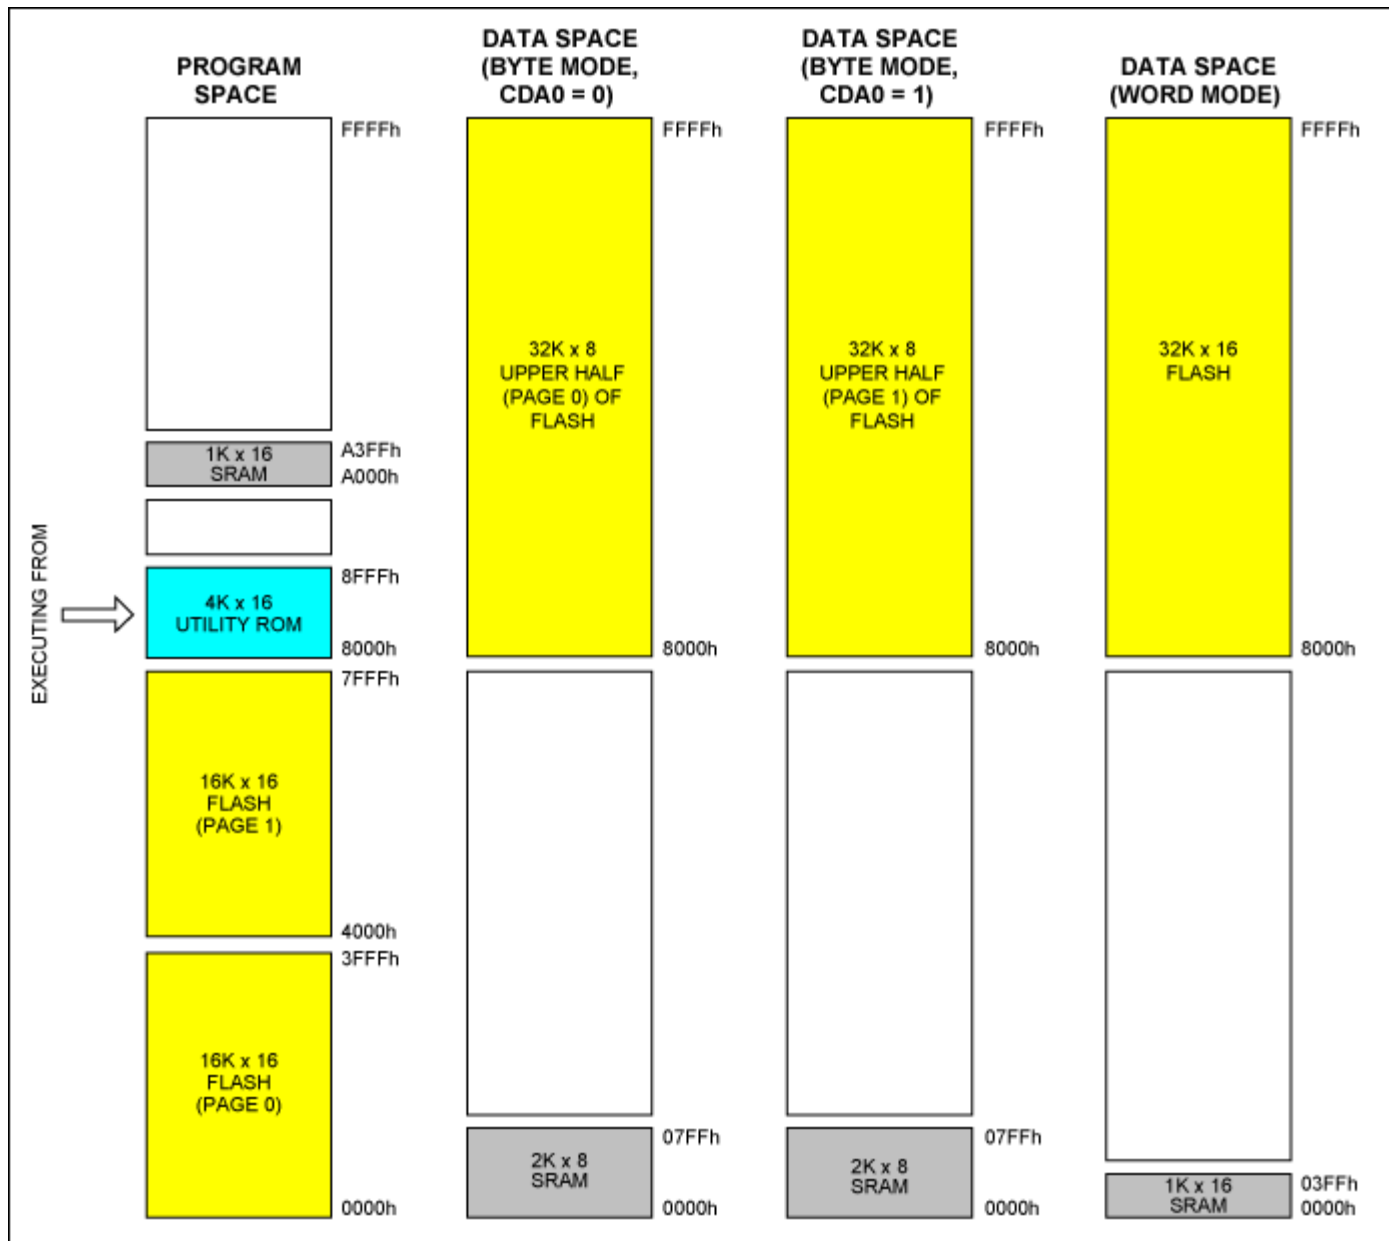 PROGRAM
SPACE
FFFFh
1K x 16
SRAM
A3FFh
A000h
EXECUTING FROM
8FFFh
4K x 16
UTILITY ROM
8000h
7FFFh
16K x 16
FLASH
(PAGE 1)
4000h
3FFFh
16K x 16
FLASH
(PAGE 0)
0000h
DATA SPACE
(BYTE MODE,
CDA0 = 0)
FFFFh
32K x 8
UPPER HALF
(PAGE 0) OF
FLASH
8000h
07FFh
2K x 8
SRAM
0000h
DATA SPACE
(BYTE MODE,
CDA0 = 1)
FFFFh
32K x 8
UPPER HALF
(PAGE 1) OF
FLASH
8000h
07FFh
2K x 8
SRAM
0000h
DATA SPACE
(WORD MODE)
FFFFh
32K x 16
FLASH
8000h
03FFh
1K x 16
SRAM
0000h